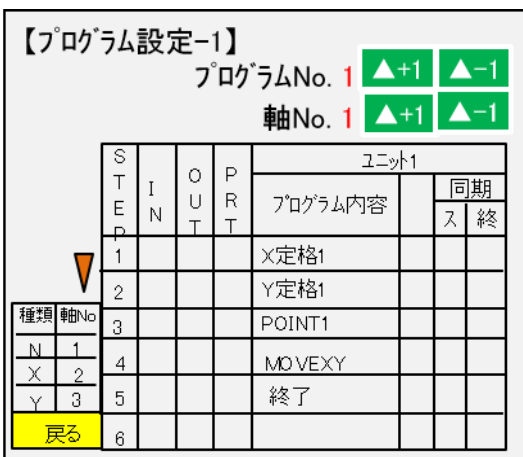 【プログラム設定-1】
プログラムNo. 1 ▲+1 ▲-1
軸No. 1 ▲+1 ▲-1
STEP IN OUT PRT ユニット1
プログラム内容 同期
ス 終
1 X定格1
2 Y定格1
3 POINT1
4 MOVEXY
5 終了
6
種類 軸No
N 1
X 2
Y 3
戻る